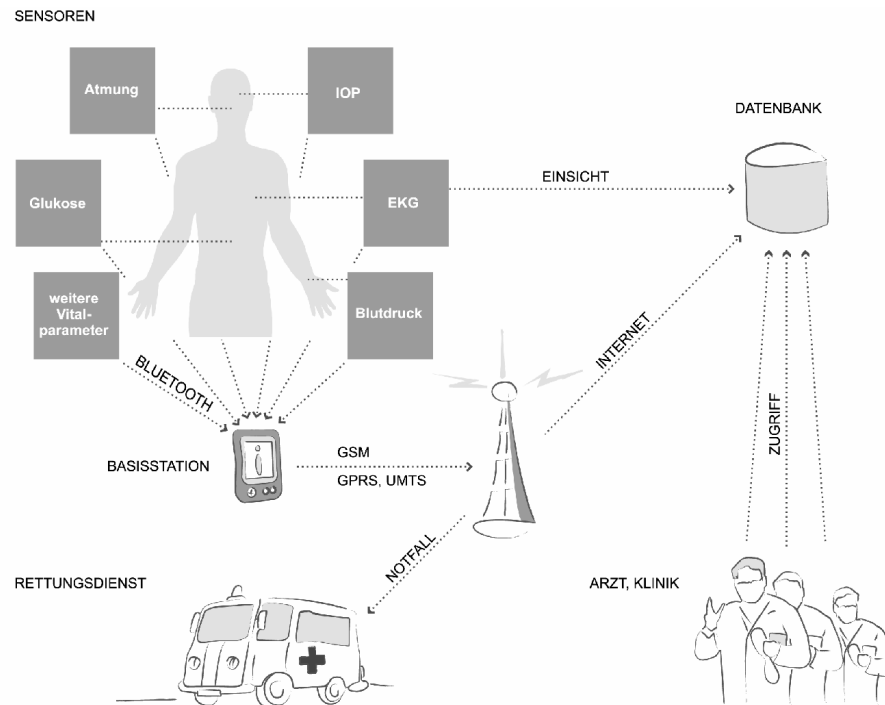 SENSOREN
Atmung
IOP
DATENBANK
Glukose
EKG
EINSICHT
weitere
Vital-
parameter
Blutdruck
BLUETOOTH
INTERNET
BASISSTATION
GSM
GPRS, UMTS
ZUGRIFF
NOTFALL
RETTUNGSDIENST
ARZT, KLINIK